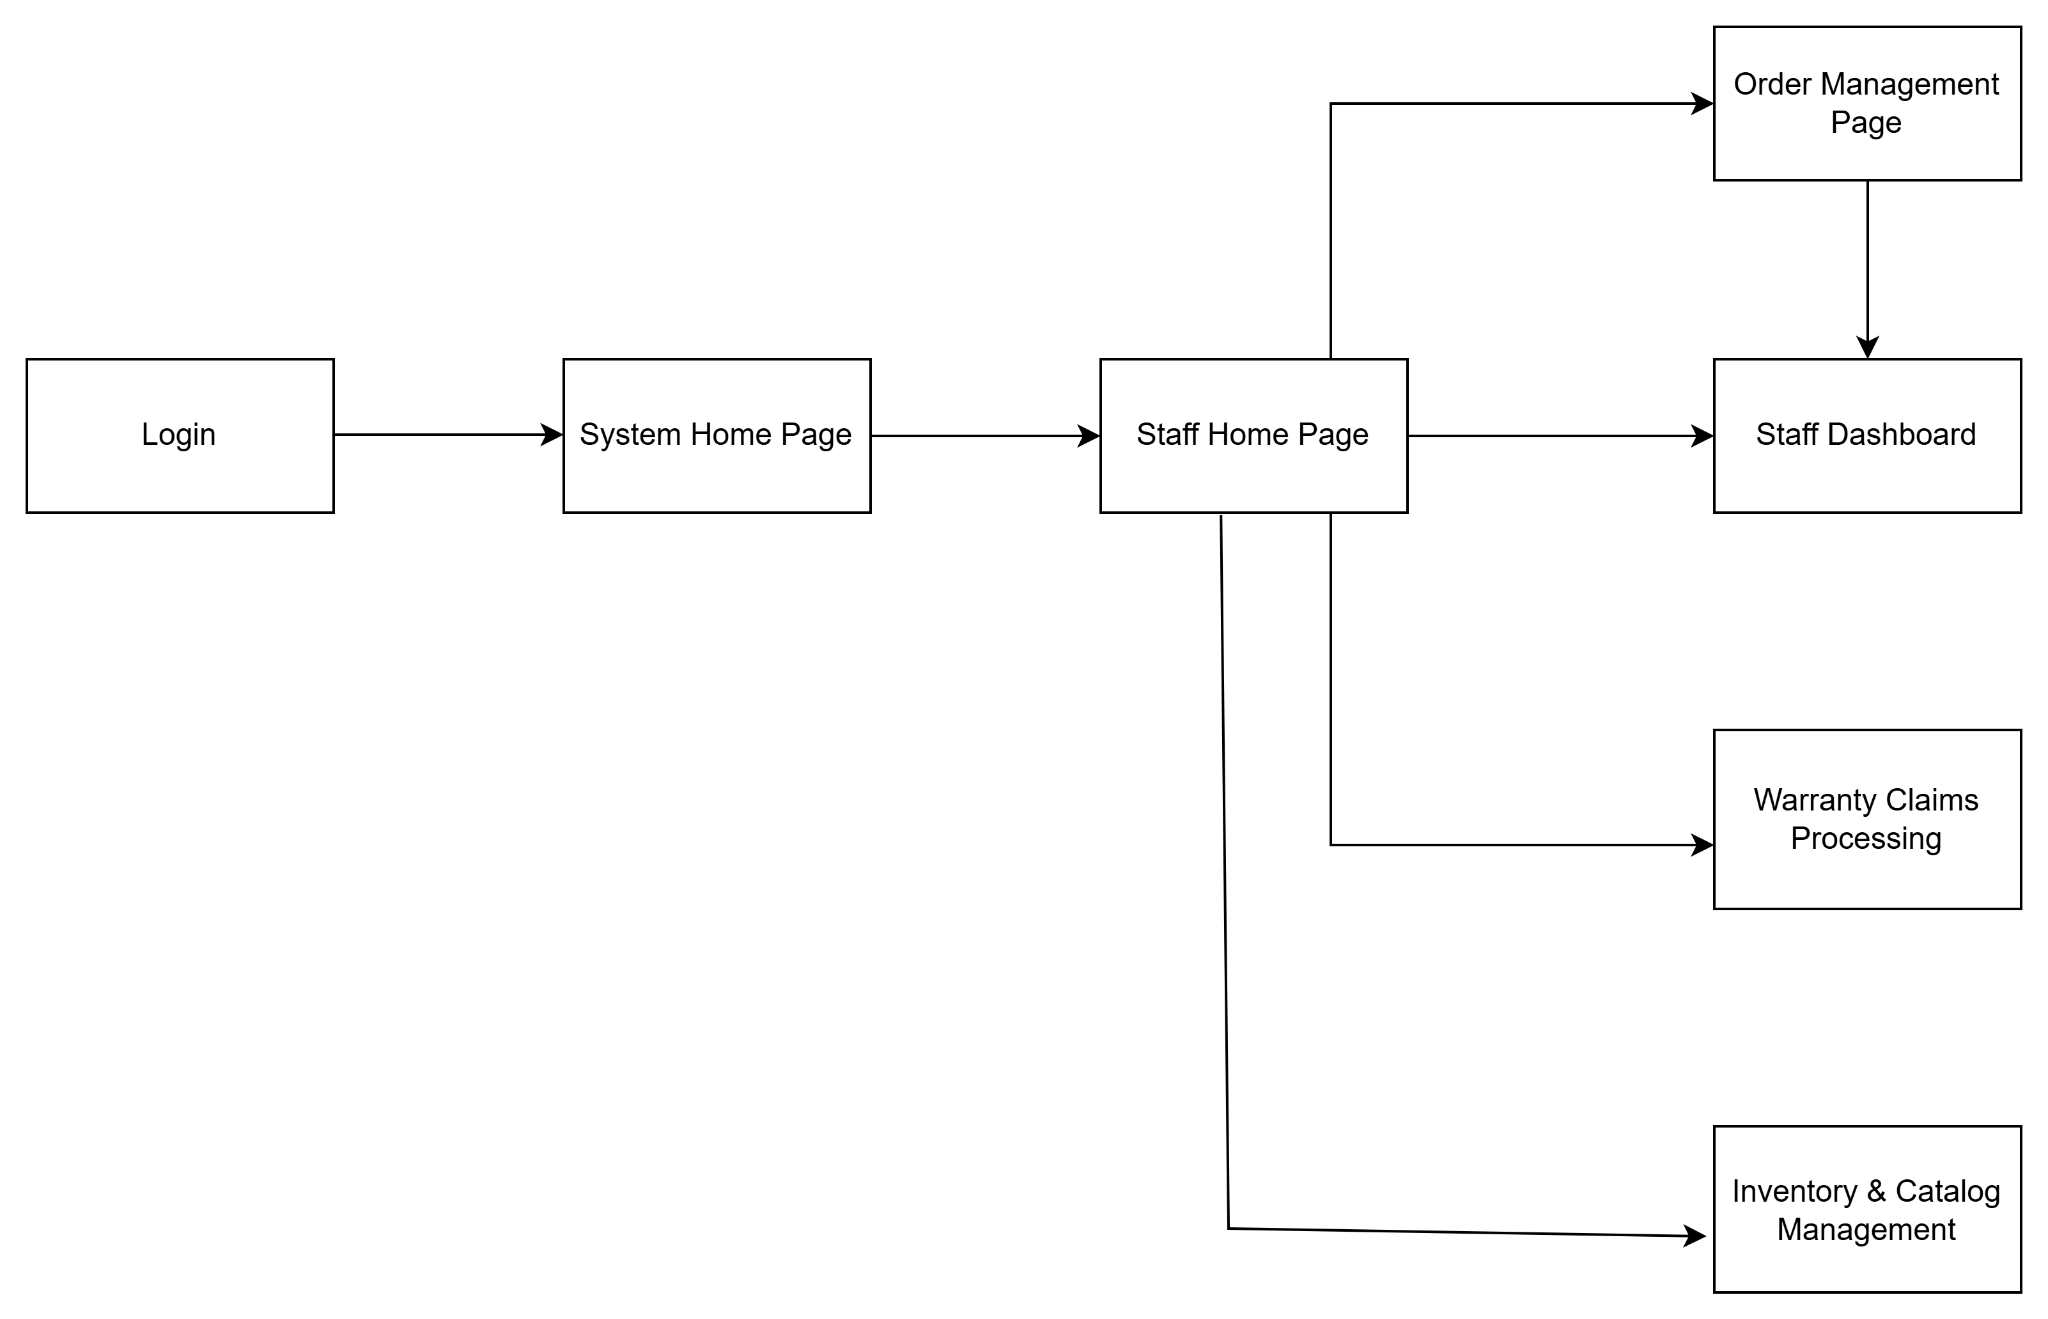 Order Management
Page
Login
System Home Page
Staff Home Page
Staff Dashboard
Warranty Claims
Processing
Inventory & Catalog
Management